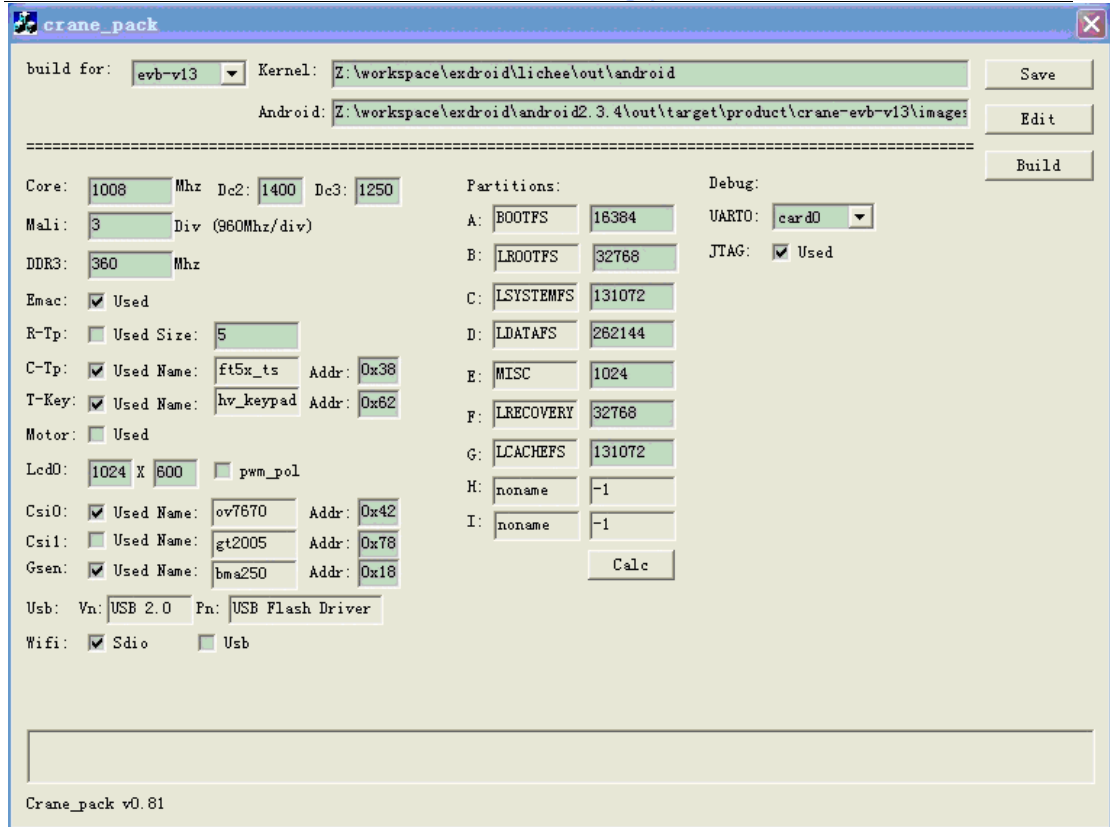 crane_pack
build for: evb-v13 Kernel: Z:\workspace\exdroid\lichee\out\android Save
Android: Z:\workspace\exdroid\android2.3.4\out\target\product\crane-evb-v13\images Edit
================================================================================
Build
Core: 1008 Mhz Dc2: 1400 Dc3: 1250
Mali: 3 Div (960Mhz/div)
DDR3: 360 Mhz
Emac: Used
R-Tp: Used Size: 5
C-Tp: Used Name: ft5x_ts Addr: 0x38
T-Key: Used Name: hv_keypad Addr: 0x62
Motor: Used
Lcd0: 1024 X 600 pwm_pol
Csi0: Used Name: ov7670 Addr: 0x42
Csi1: Used Name: gt2005 Addr: 0x78
Gsen: Used Name: bma250 Addr: 0x18
Usb: Vn: USB 2.0 Pn: USB Flash Driver
Wifi: Sdio Usb
Partitions:
A: BOOTFS 16384
B: LROOTFS 32768
C: LSYSTEMFS 131072
D: LDATAFS 262144
E: MISC 1024
F: LRECOVERY 32768
G: LCACHEFS 131072
H: noname -1
I: noname -1
Calc
Debug:
UART0: card0
JTAG: Used
Crane_pack v0.81